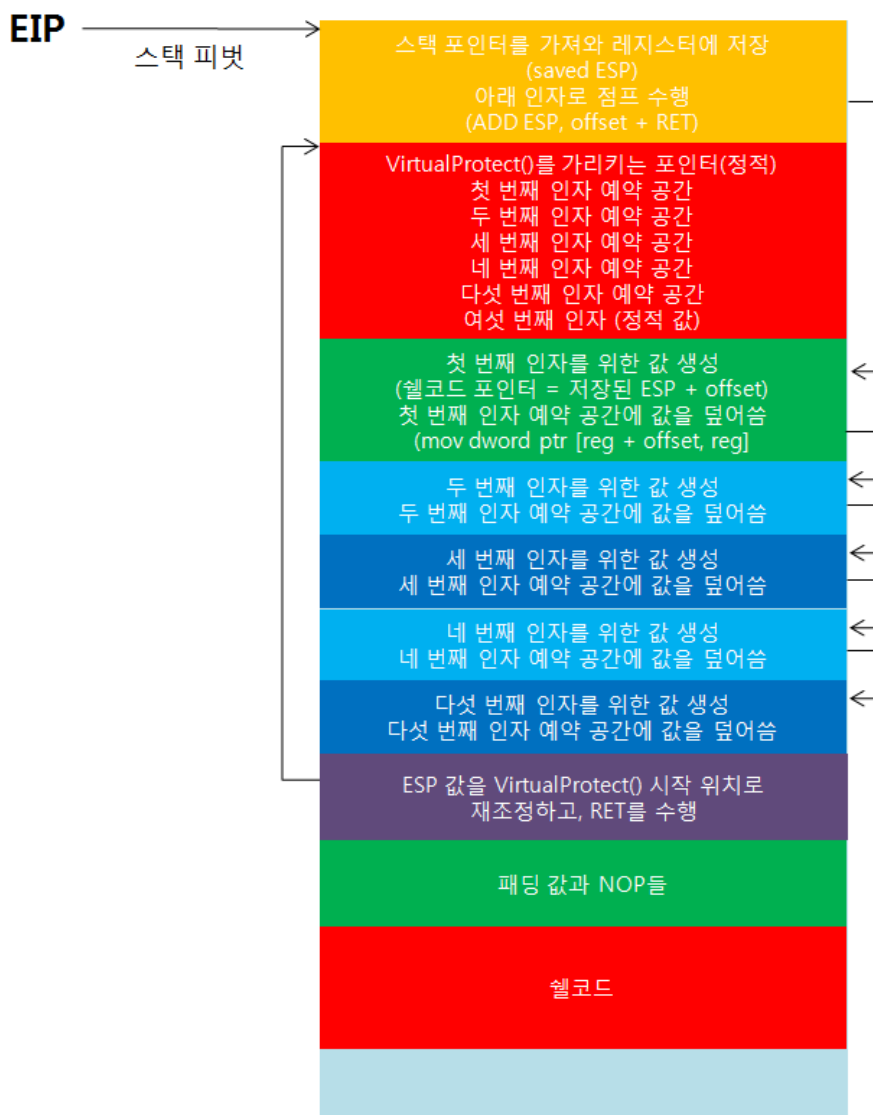 EIP
스택 피벗
스택 포인터를 가져와 레지스터에 저장
(saved ESP)
아래 인자로 점프 수행
(ADD ESP, offset + RET)
VirtualProtect()를 가리키는 포인터(정적)
첫 번째 인자 예약 공간
두 번째 인자 예약 공간
세 번째 인자 예약 공간
네 번째 인자 예약 공간
다섯 번째 인자 예약 공간
여섯 번째 인자 (정적 값)
첫 번째 인자를 위한 값 생성
(쉘코드 포인터 = 저장된 ESP + offset)
첫 번째 인자 예약 공간에 값을 덮어씀
(mov dword ptr [reg + offset, reg]
두 번째 인자를 위한 값 생성
두 번째 인자 예약 공간에 값을 덮어씀
세 번째 인자를 위한 값 생성
세 번째 인자 예약 공간에 값을 덮어씀
네 번째 인자를 위한 값 생성
네 번째 인자 예약 공간에 값을 덮어씀
다섯 번째 인자를 위한 값 생성
다섯 번째 인자 예약 공간에 값을 덮어씀
ESP 값을 VirtualProtect() 시작 위치로
재조정하고, RET를 수행
패딩 값과 NOP들
쉘코드